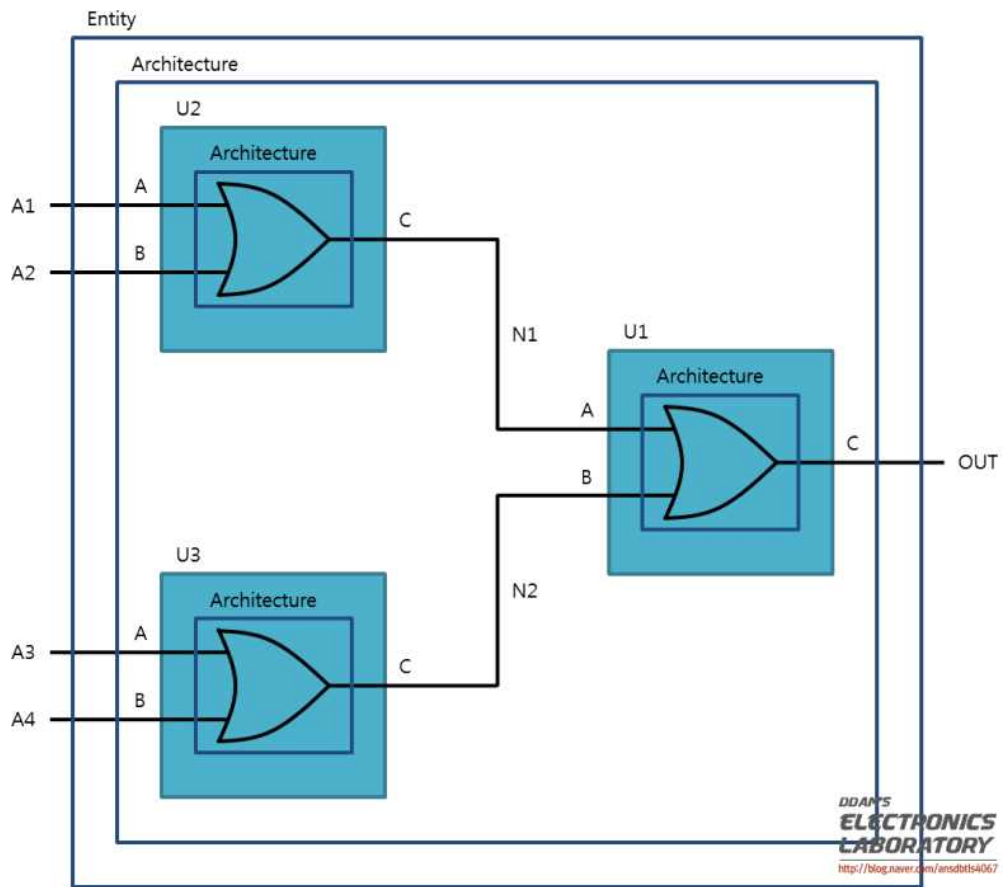 Entity
Architecture
U2
Architecture
A
A1
C
B
A2
N1
U1
Architecture
A
C
OUT
B
U3
N2
Architecture
A
A3
C
B
A4
DDAM'S
ELECTRONICS
LABORATORY
http://blog.naver.com/ansdbtls4067